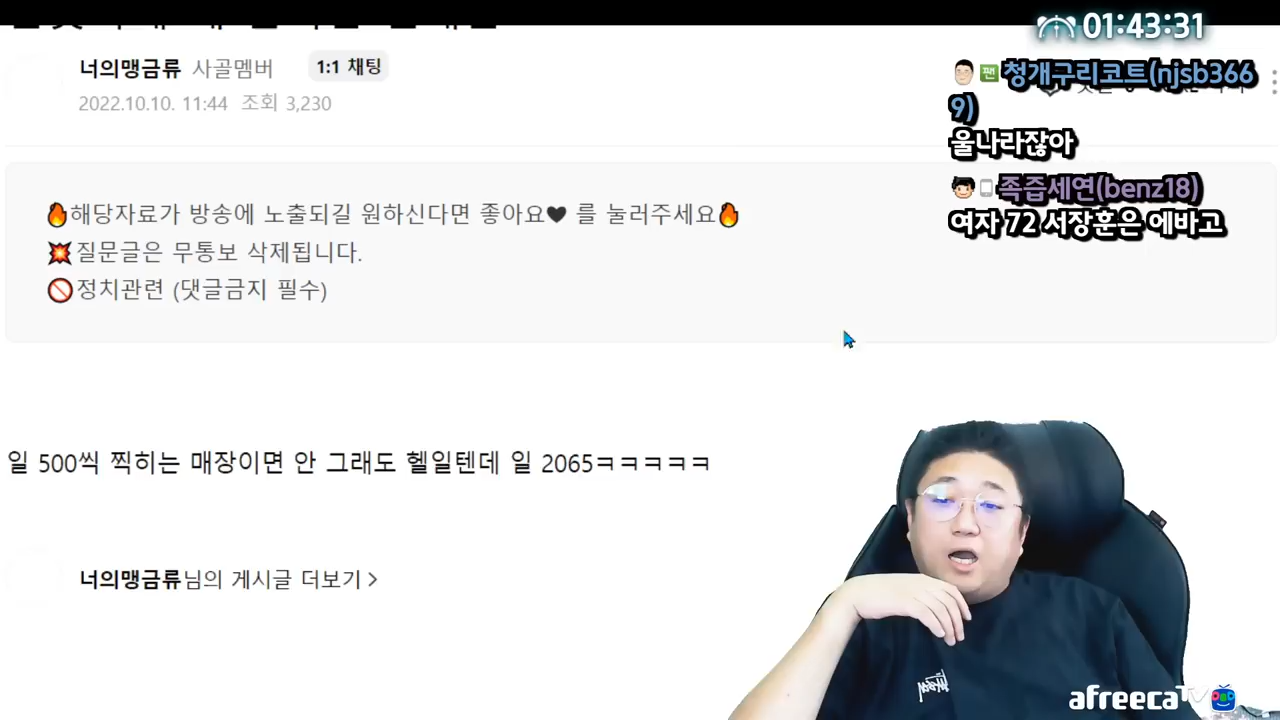 01:43:31
너의맹금류 사골멤버 1:1 채팅
2022.10.10. 11:44 조회 3,230
청개구리코트(njsb366
9)
울나라잖아
족즙세연(benz18)
여자 72 서장훈은 에바고
🔥해당자료가 방송에 노출되길 원하신다면 좋아요🖤 를 눌러주세요🔥
💥질문글은 무통보 삭제됩니다.
🚫정치관련 (댓글금지 필수)
일 500씩 찍히는 매장이면 안 그래도 헬일텐데 일 2065ㅋㅋㅋㅋㅋ
너의맹금류님의 게시글 더보기 >
afreecaTV